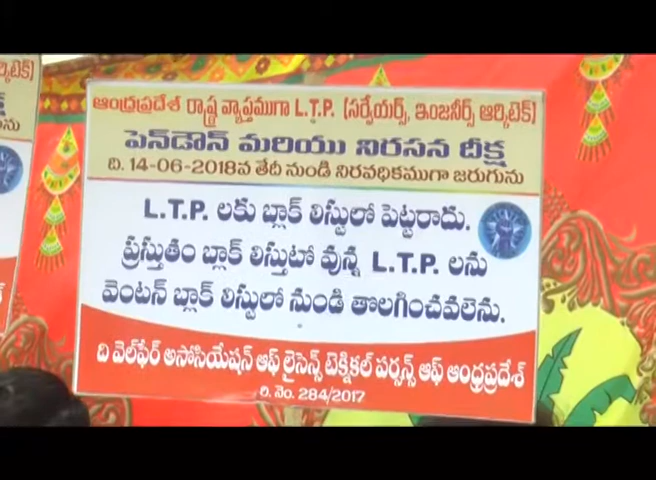 ఆంధ్రప్రదేశ్ రాష్ట్ర వ్యాప్తముగా L.T.P. (సర్వేయర్స్, ఇంజనీర్స్ ఆర్కిటెక్)
పెన్‌డౌన్ మరియు నిరసన దీక్ష
ది. 14-06-2018వ తేదీ నుండి నిరవధికముగా జరుగును
L.T.P. లకు బ్లాక్ లిస్టులో పెట్టరాదు.
ప్రస్తుతం బ్లాక్ లిస్తుటో వున్న L.T.P. లను
వెంటన్ బ్లాక్ లిస్టులో నుండి తొలగించవలెను.
ది వెల్‌ఫేర్ అసోసియేషన్ ఆఫ్ లైసెన్స్ టెక్నికల్ పర్సన్స్ ఆఫ్ ఆంధ్రప్రదేశ్
రి. నెం. 284/2017